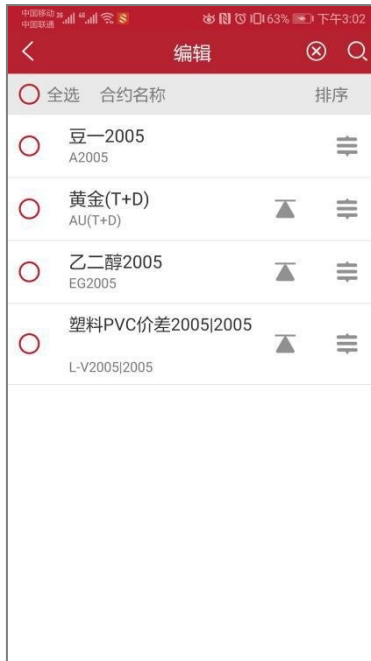 中国移动 2G 4G 63% 下午3:02
中国联通
编辑
全选 合约名称 排序
豆一2005
A2005
黄金(T+D)
AU(T+D)
乙二醇2005
EG2005
塑料PVC价差2005|2005
L-V2005|2005